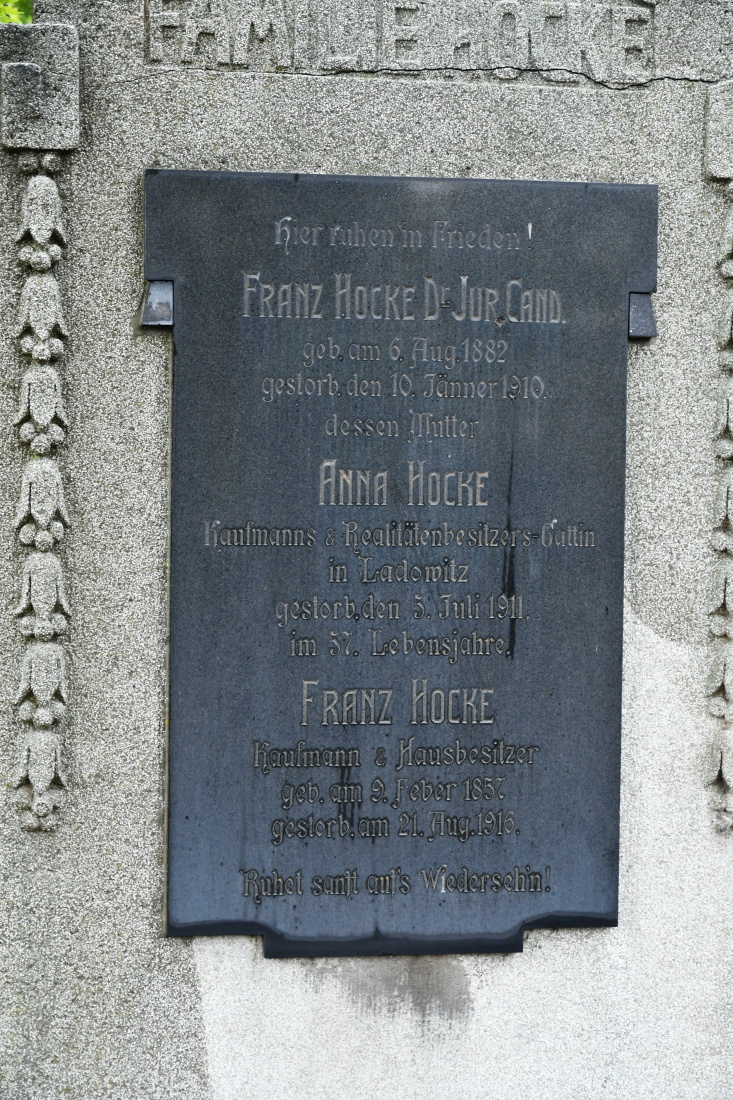 FAMILIE HOCKE
Hier ruhen in Frieden!
FRANZ HOCKE Dr JUR. CAND.
geb. am 6. Aug. 1882
gestorb. den 10. Jänner 1910.
dessen Mutter
ANNA HOCKE
Kaufmanns & Realitätenbesitzers-Gattin
in Ladowitz
gestorb. den 5. Juli 1911.
im 57. Lebensjahre.
FRANZ HOCKE
Kaufmann & Hausbesitzer
geb. am 9. Feber 1857
gestorb. am 21. Aug. 1916.
Ruhet sanft auf's Wiederseh'n!